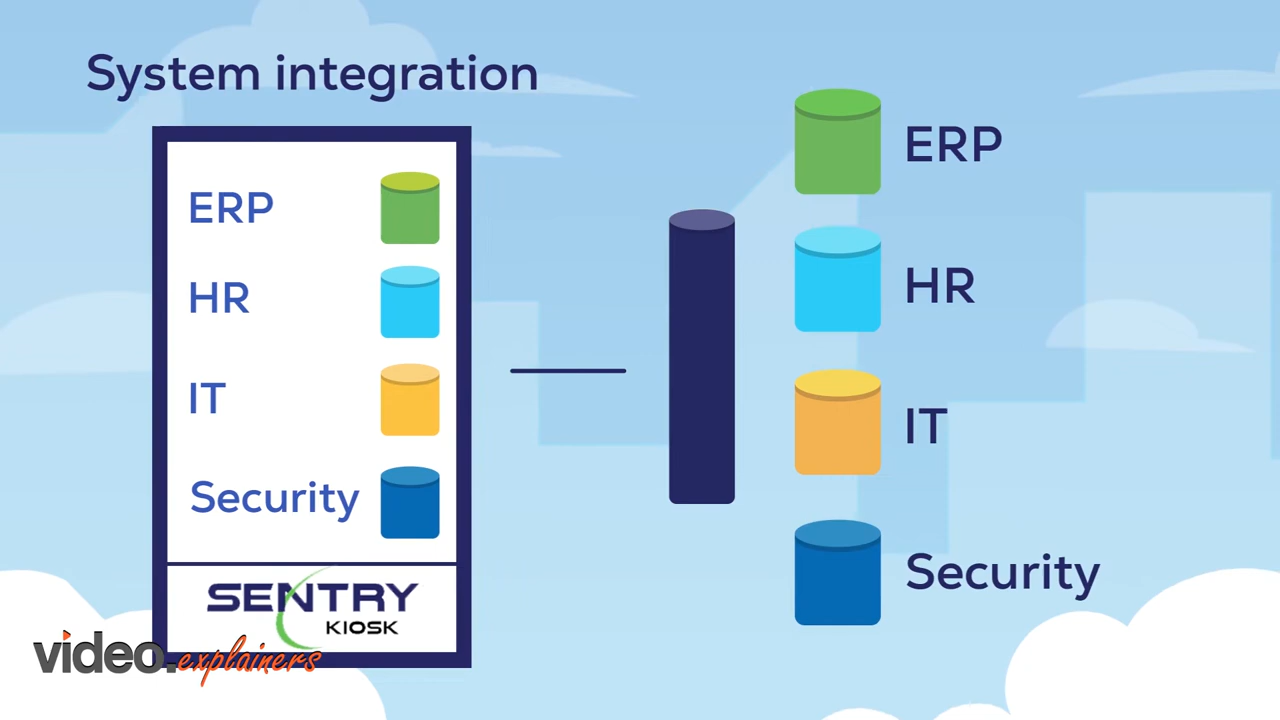 System integration
ERP
HR
IT
Security
SENTRY
KIOSK
video.explainers
ERP
HR
IT
Security